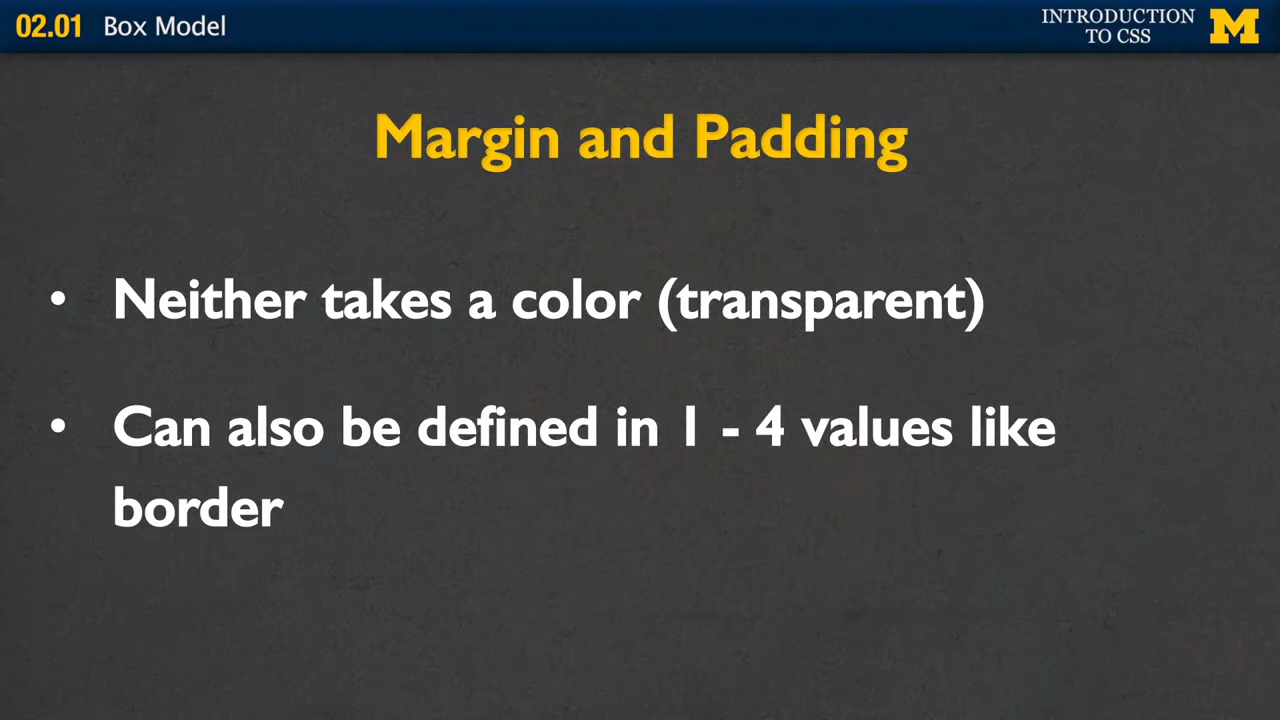 02.01 Box Model
INTRODUCTION
TO CSS
M
Margin and Padding
• Neither takes a color (transparent)
• Can also be defined in 1 - 4 values like
border